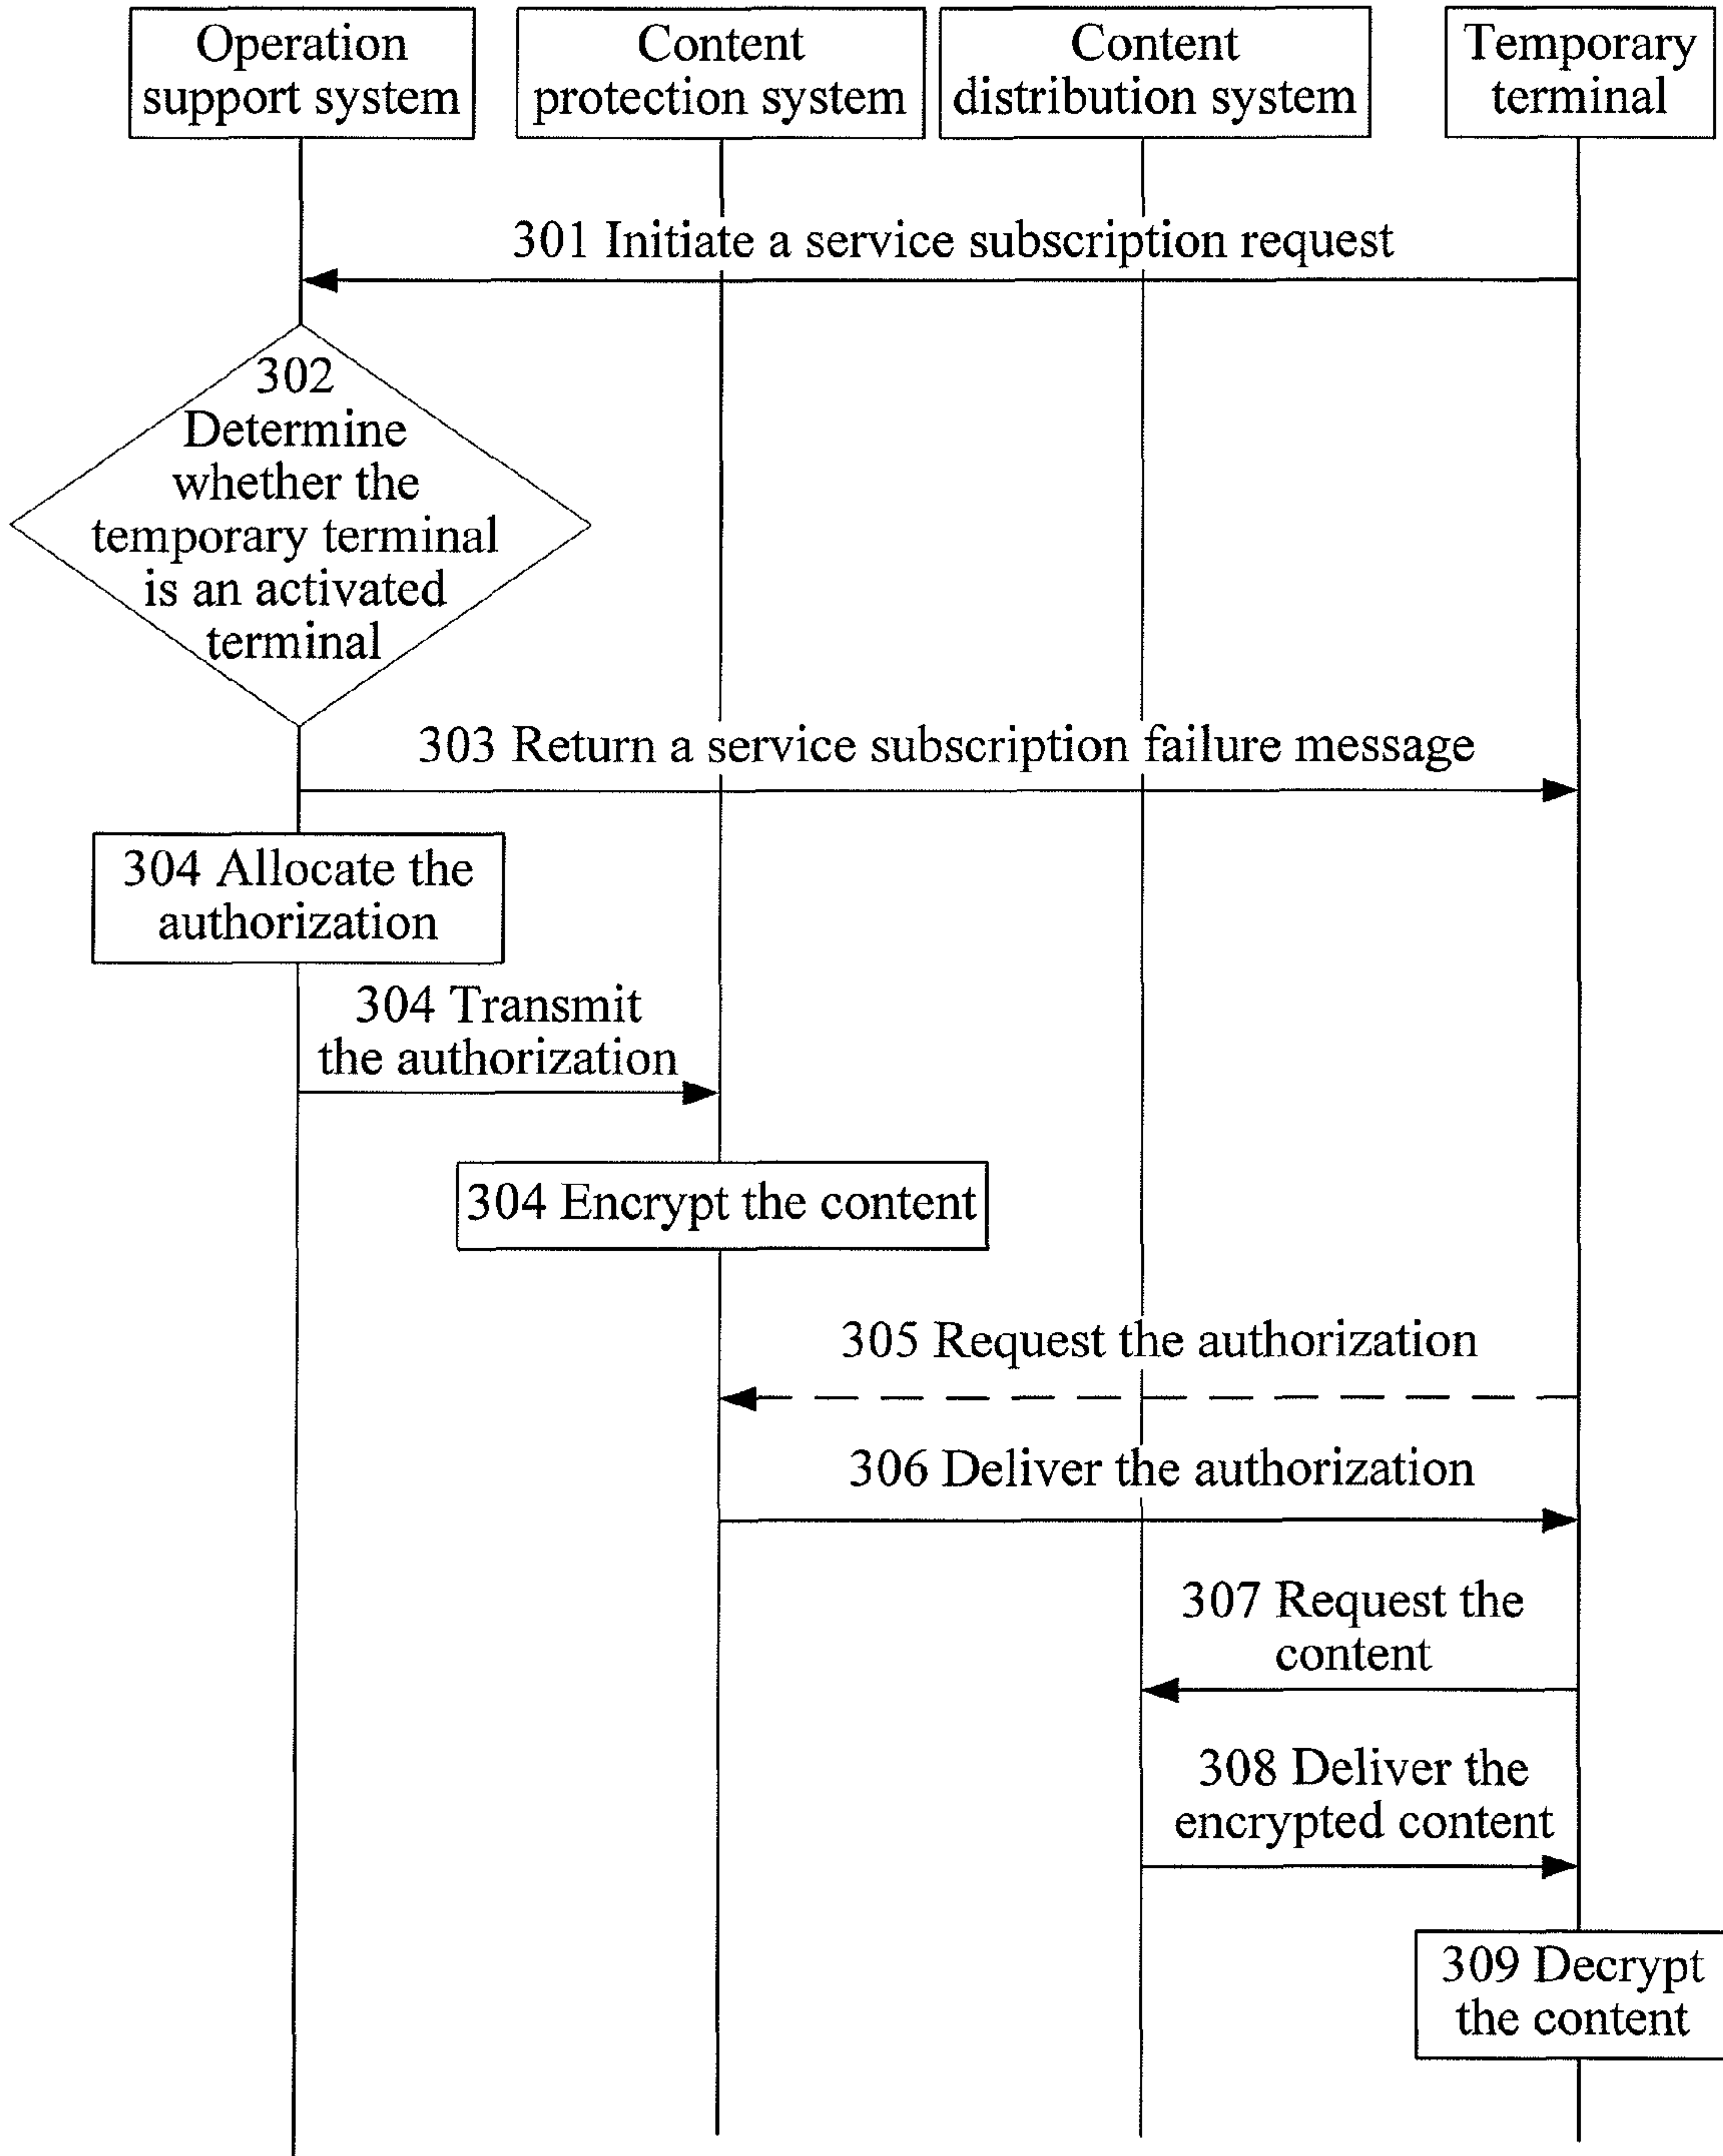 Operation
support system
Content
protection system
Content
distribution system
Temporary
terminal
301 Initiate a service subscription request
302
Determine
whether the
temporary terminal
is an activated
terminal
303 Return a service subscription failure message
304 Allocate the
authorization
304 Transmit
the authorization
304 Encrypt the content
305 Request the authorization
306 Deliver the authorization
307 Request the
content
308 Deliver the
encrypted content
309 Decrypt
the content